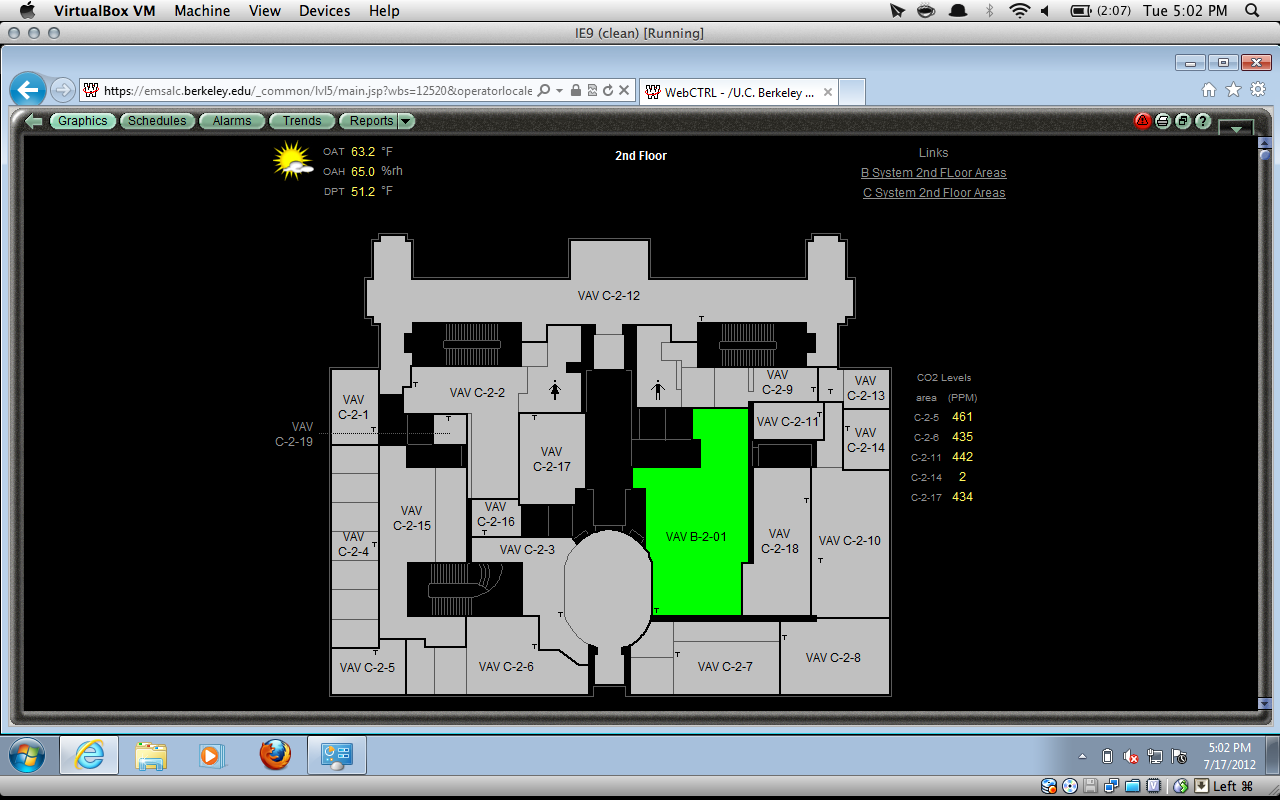 VirtualBox VM Machine View Devices Help
(2:07) Tue 5:02 PM
IE9 (clean) [Running]
https://emsalc.berkeley.edu/_common/lvl5/main.jsp?wbs=12520&operatorlocale
WebCTRL - /U.C. Berkeley ...
Graphics Schedules Alarms Trends Reports
OAT 63.2 °F
OAH 65.0 %rh
DPT 51.2 °F
2nd Floor
Links
B System 2nd FLoor Areas
C System 2nd Floor Areas
VAV C-2-12
VAV C-2-1
VAV C-2-2
VAV C-2-9
VAV C-2-13
VAV C-2-11
VAV C-2-14
VAV C-2-19
VAV C-2-17
VAV C-2-15
VAV C-2-16
VAV C-2-4
VAV C-2-3
VAV B-2-01
VAV C-2-18
VAV C-2-10
VAV C-2-5
VAV C-2-6
VAV C-2-7
VAV C-2-8
CO2 Levels
area (PPM)
C-2-5 461
C-2-6 435
C-2-11 442
C-2-14 2
C-2-17 434
5:02 PM
7/17/2012
Left ⌘